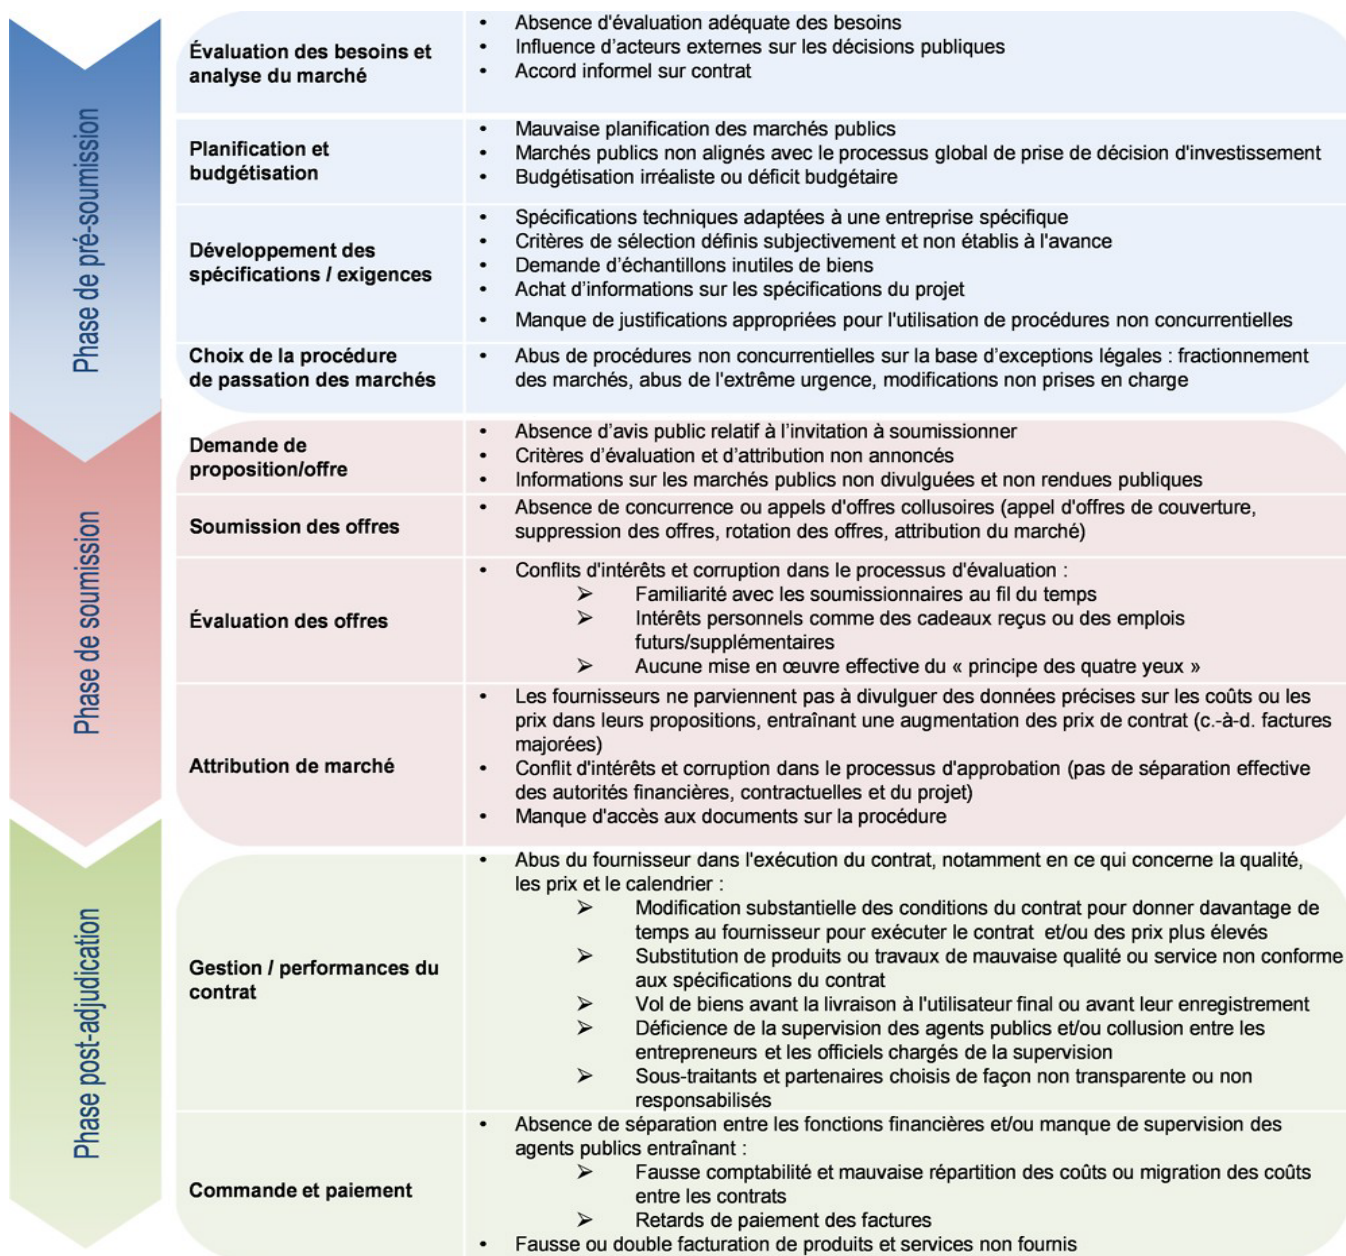 Phase de pré-soumission
Évaluation des besoins et
analyse du marché
• Absence d'évaluation adéquate des besoins
• Influence d’acteurs externes sur les décisions publiques
• Accord informel sur contrat
Planification et
budgétisation
• Mauvaise planification des marchés publics
• Marchés publics non alignés avec le processus global de prise de décision d'investissement
• Budgétisation irréaliste ou déficit budgétaire
Développement des
spécifications / exigences
• Spécifications techniques adaptées à une entreprise spécifique
• Critères de sélection définis subjectivement et non établis à l'avance
• Demande d’échantillons inutiles de biens
• Achat d’informations sur les spécifications du projet
• Manque de justifications appropriées pour l'utilisation de procédures non concurrentielles
Choix de la procédure
de passation des marchés
• Abus de procédures non concurrentielles sur la base d’exceptions légales : fractionnement
des marchés, abus de l'extrême urgence, modifications non prises en charge
Phase de soumission
Demande de
proposition/offre
• Absence d’avis public relatif à l’invitation à soumissionner
• Critères d’évaluation et d’attribution non annoncés
• Informations sur les marchés publics non divulguées et non rendues publiques
Soumission des offres
• Absence de concurrence ou appels d'offres collusoires (appel d'offres de couverture,
suppression des offres, rotation des offres, attribution du marché)
Évaluation des offres
• Conflits d'intérêts et corruption dans le processus d'évaluation :
➢ Familiarité avec les soumissionnaires au fil du temps
➢ Intérêts personnels comme des cadeaux reçus ou des emplois
futurs/supplémentaires
➢ Aucune mise en œuvre effective du « principe des quatre yeux »
Attribution de marché
• Les fournisseurs ne parviennent pas à divulguer des données précises sur les coûts ou les
prix dans leurs propositions, entraînant une augmentation des prix de contrat (c.-à-d. factures
majorées)
• Conflit d'intérêts et corruption dans le processus d'approbation (pas de séparation effective
des autorités financières, contractuelles et du projet)
• Manque d'accès aux documents sur la procédure
Phase post-adjudication
Gestion / performances du
contrat
• Abus du fournisseur dans l'exécution du contrat, notamment en ce qui concerne la qualité,
les prix et le calendrier :
➢ Modification substantielle des conditions du contrat pour donner davantage de
temps au fournisseur pour exécuter le contrat et/ou des prix plus élevés
➢ Substitution de produits ou travaux de mauvaise qualité ou service non conforme
aux spécifications du contrat
➢ Vol de biens avant la livraison à l'utilisateur final ou avant leur enregistrement
➢ Déficience de la supervision des agents publics et/ou collusion entre les
entrepreneurs et les officiels chargés de la supervision
➢ Sous-traitants et partenaires choisis de façon non transparente ou non
responsabilisés
Commande et paiement
• Absence de séparation entre les fonctions financières et/ou manque de supervision des
agents publics entraînant :
➢ Fausse comptabilité et mauvaise répartition des coûts ou migration des coûts
entre les contrats
➢ Retards de paiement des factures
• Fausse ou double facturation de produits et services non fournis